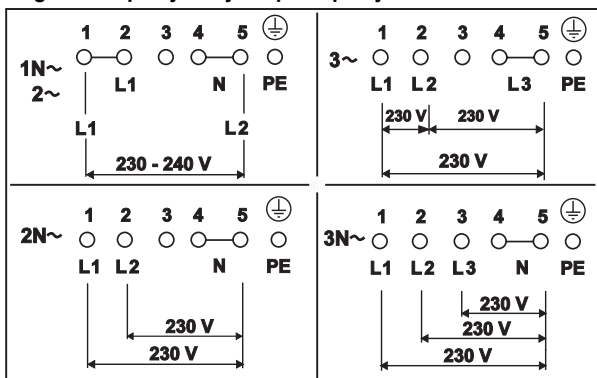 1 2 3 4 5
1N~
2~
L1 N PE
L1 L2
230 - 240 V
1 2 3 4 5
3~
L1 L2 L3 PE
230 V 230 V
230 V
1 2 3 4 5
2N~
L1 L2 N PE
230 V
230 V
1 2 3 4 5
3N~
L1 L2 L3 N PE
230 V
230 V
230 V